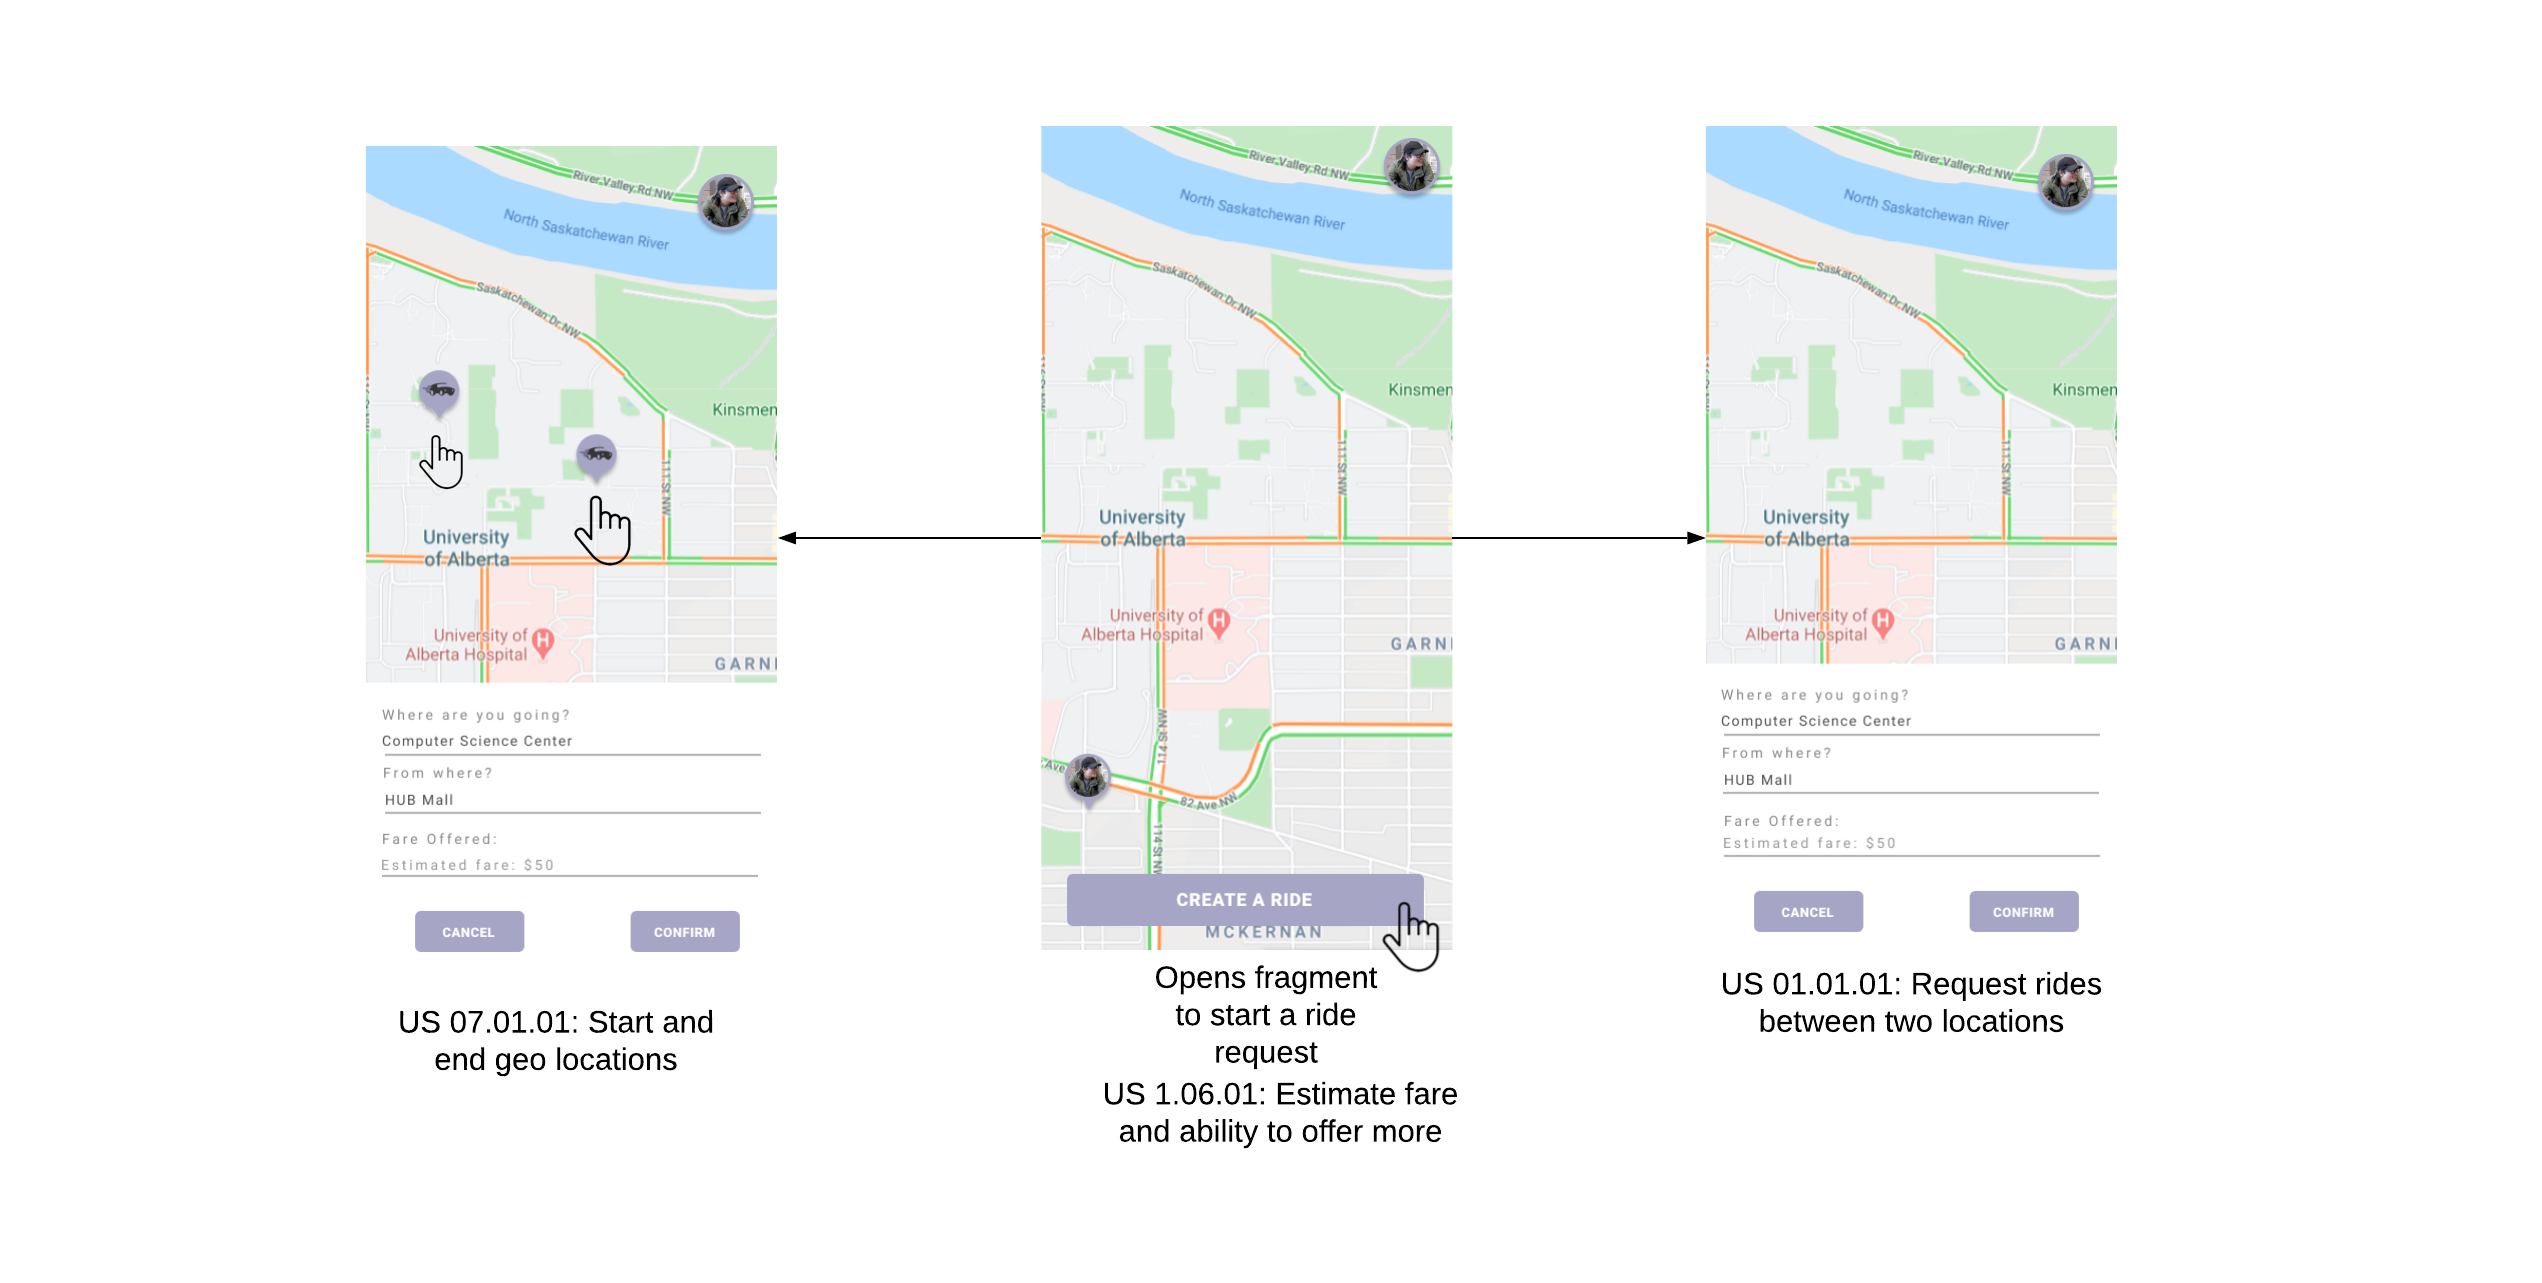 River Valley Rd NW
North Saskatchewan River
Saskatchewan Dr NW
Kinsmen
111 St NW
University
of Alberta
University of
Alberta Hospital
H
GARN
Where are you going?
Computer Science Center
From where?
HUB Mall
Fare Offered:
Estimated fare: $50
CANCEL
CONFIRM
US 07.01.01: Start and
end geo locations
River Valley Rd NW
North Saskatchewan River
Saskatchewan Dr NW
Kinsmen
111 St NW
University
of Alberta
University of
Alberta Hospital
H
GARN
114 St NW
Ave
82 Ave NW
114 St NW
CREATE A RIDE
MCKERNAN
Opens fragment
to start a ride
request
US 1.06.01: Estimate fare
and ability to offer more
River Valley Rd NW
North Saskatchewan River
Saskatchewan Dr NW
Kinsmen
111 St NW
University
of Alberta
University of
Alberta Hospital
H
GARN
Where are you going?
Computer Science Center
From where?
HUB Mall
Fare Offered:
Estimated fare: $50
CANCEL
CONFIRM
US 01.01.01: Request rides
between two locations